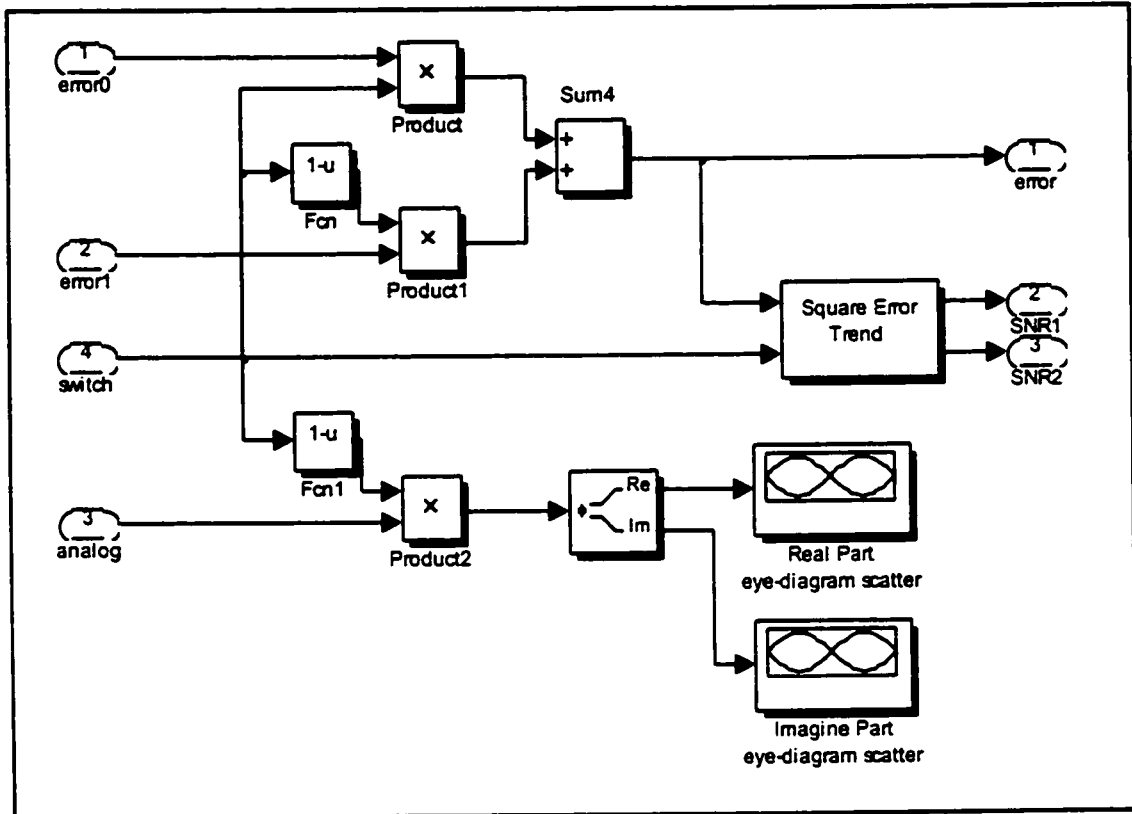 1
error0
×
Product
Sum4
+
+
1
error
1-u
Fcn
×
Product1
2
error1
Square Error
Trend
2
SNR1
3
SNR2
4
switch
1-u
Fcn1
×
Product2
3
analog
Re
Im
Real Part
eye-diagram scatter
Imagine Part
eye-diagram scatter